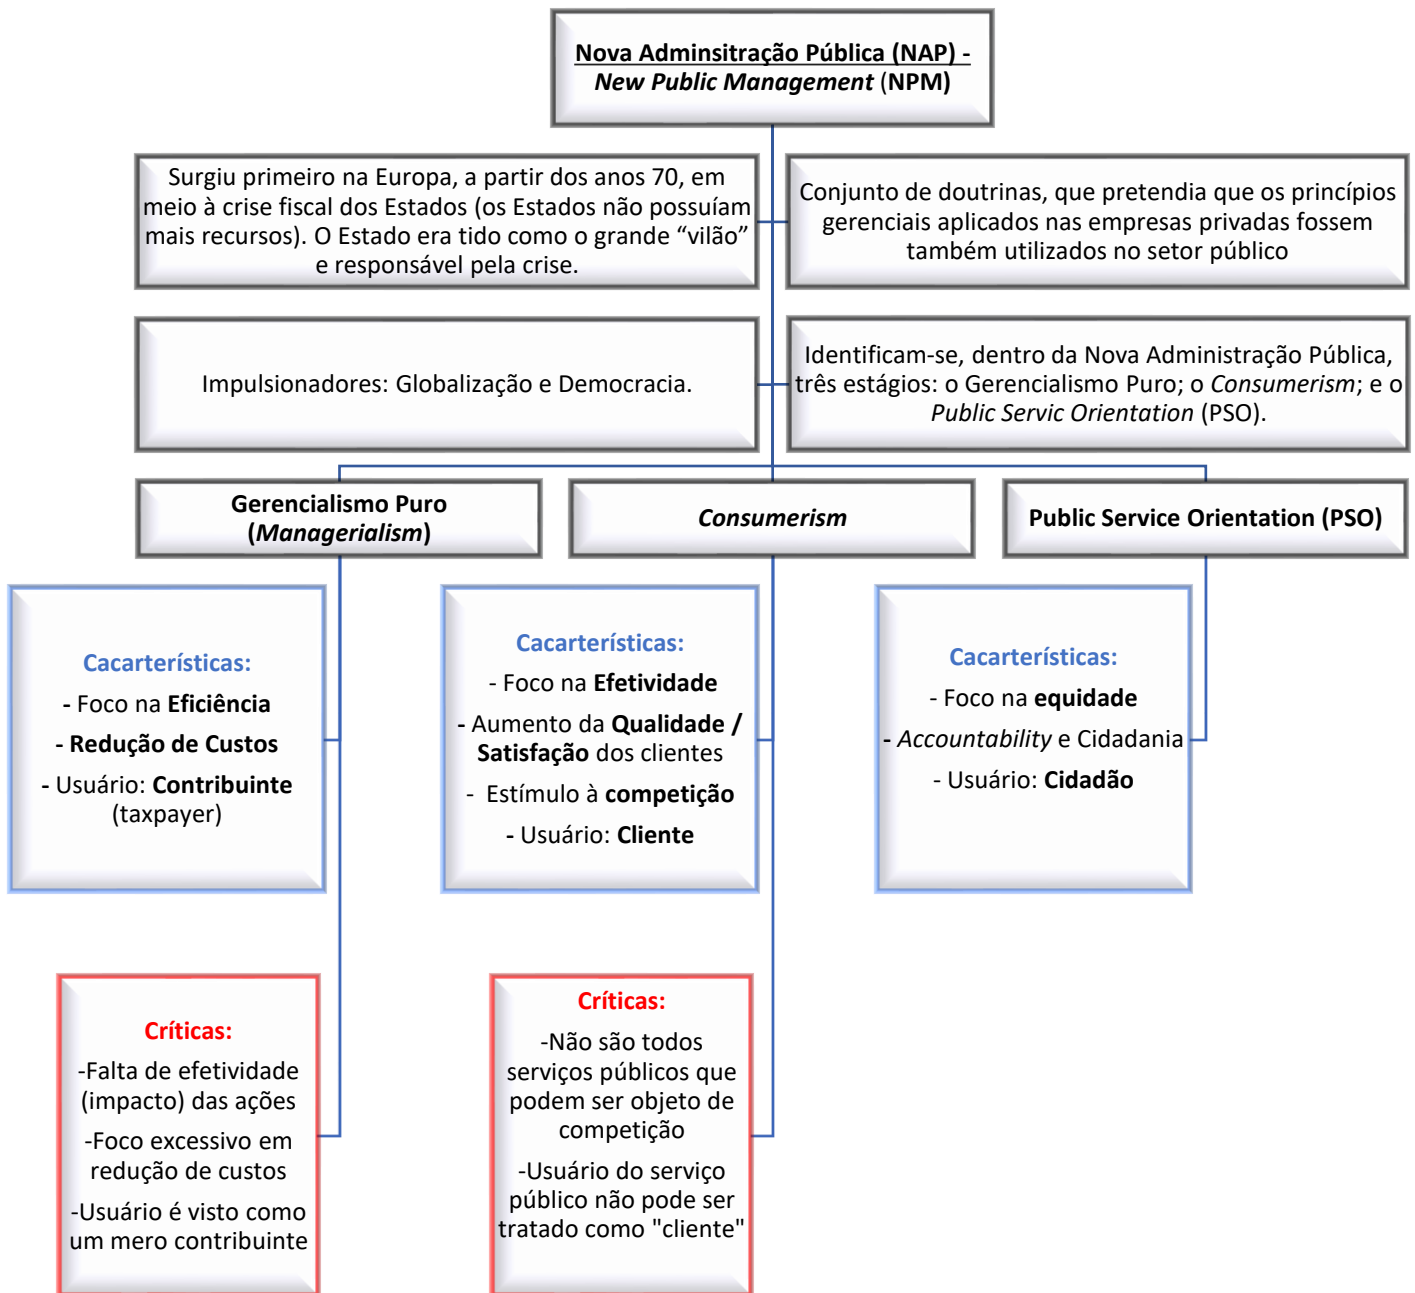 Nova Adminsitração Pública (NAP) -
New Public Management (NPM)
Surgiu primeiro na Europa, a partir dos anos 70, em
meio à crise fiscal dos Estados (os Estados não possuíam
mais recursos). O Estado era tido como o grande “vilão”
e responsável pela crise.
Conjunto de doutrinas, que pretendia que os princípios
gerenciais aplicados nas empresas privadas fossem
também utilizados no setor público
Impulsionadores: Globalização e Democracia.
Identificam-se, dentro da Nova Administração Pública,
três estágios: o Gerencialismo Puro; o Consumerism; e o
Public Servic Orientation (PSO).
Gerencialismo Puro
(Managerialism)
Consumerism
Public Service Orientation (PSO)
Cacarterísticas:
- Foco na Eficiência
- Redução de Custos
- Usuário: Contribuinte
(taxpayer)
Cacarterísticas:
- Foco na Efetividade
- Aumento da Qualidade /
Satisfação dos clientes
- Estímulo à competição
- Usuário: Cliente
Cacarterísticas:
- Foco na equidade
- Accountability e Cidadania
- Usuário: Cidadão
Críticas:
-Falta de efetividade
(impacto) das ações
-Foco excessivo em
redução de custos
-Usuário é visto como
um mero contribuinte
Críticas:
-Não são todos
serviços públicos que
podem ser objeto de
competição
-Usuário do serviço
público não pode ser
tratado como "cliente"